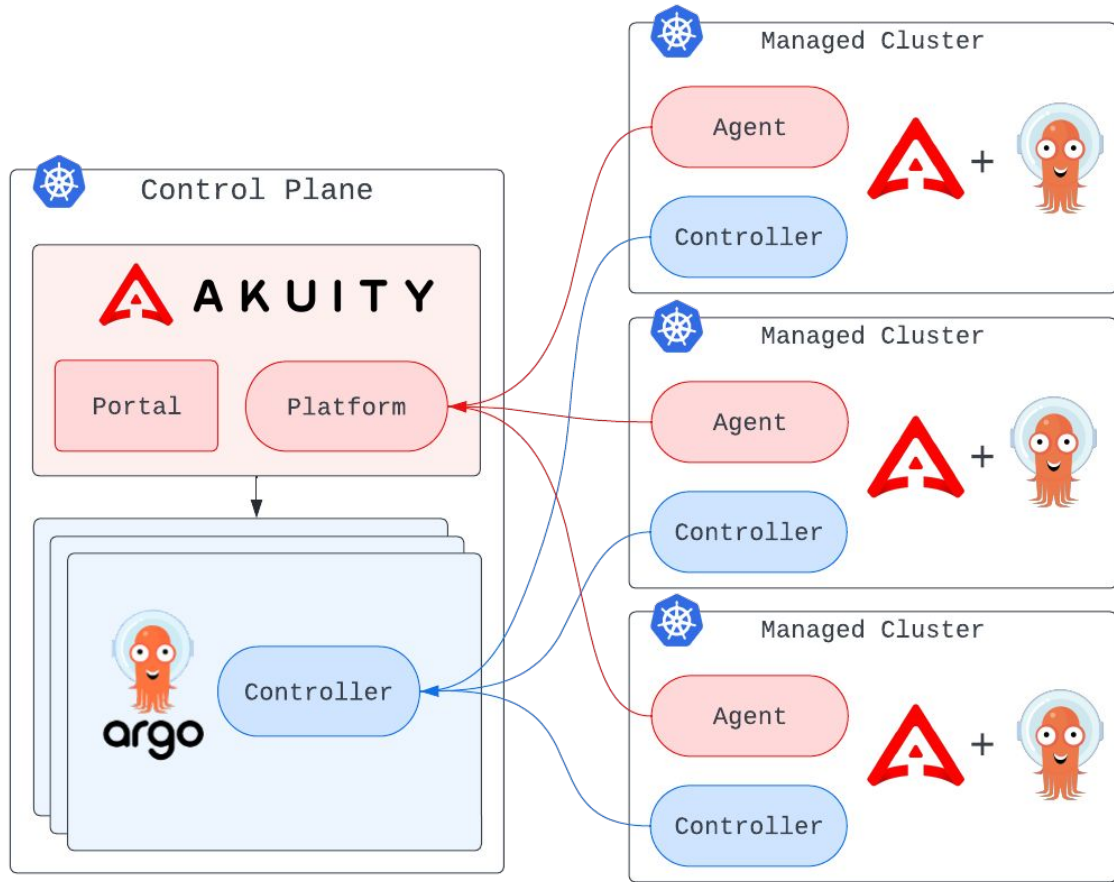 Control Plane
AKUITY
Portal
Platform
argo
Controller
Managed Cluster
Agent
+
Controller
Managed Cluster
Agent
+
Controller
Managed Cluster
Agent
+
Controller